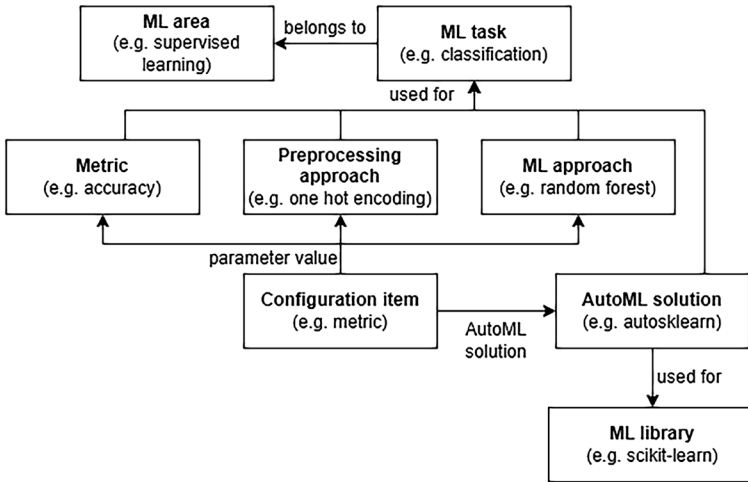 ML area
(e.g. supervised
learning)
belongs to
ML task
(e.g. classification)
used for
Metric
(e.g. accuracy)
Preprocessing
approach
(e.g. one hot encoding)
ML approach
(e.g. random forest)
parameter value
Configuration item
(e.g. metric)
AutoML
solution
AutoML solution
(e.g. autosklearn)
used for
ML library
(e.g. scikit-learn)